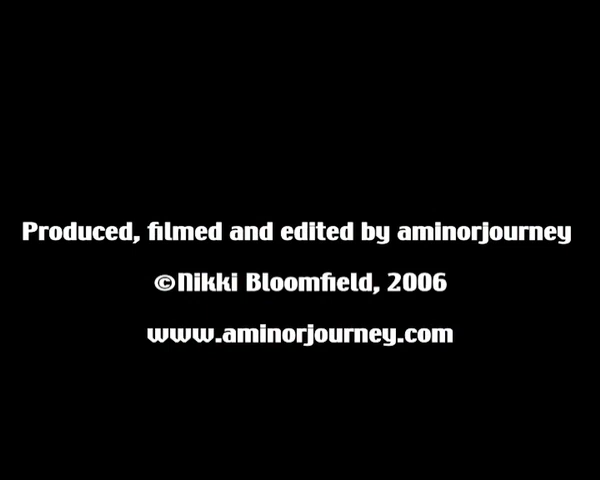 Produced, filmed and edited by aminorjourney
©Nikki Bloomfield, 2006
www.aminorjourney.com